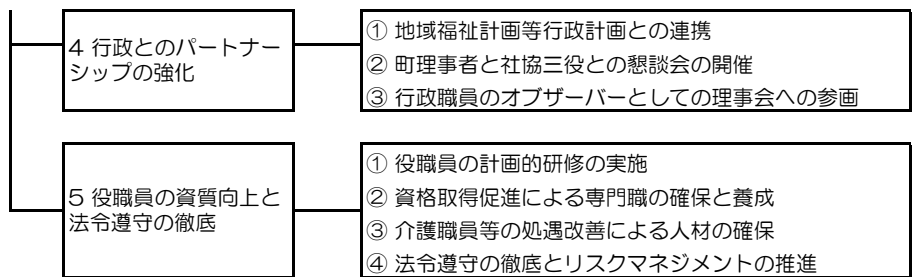 4 行政とのパートナー
シップの強化
① 地域福祉計画等行政計画との連携
② 町理事者と社協三役との懇談会の開催
③ 行政職員のオブザーバーとしての理事会への参画
5 役職員の資質向上と
法令遵守の徹底
① 役職員の計画的研修の実施
② 資格取得促進による専門職の確保と養成
③ 介護職員等の処遇改善による人材の確保
④ 法令遵守の徹底とリスクマネジメントの推進